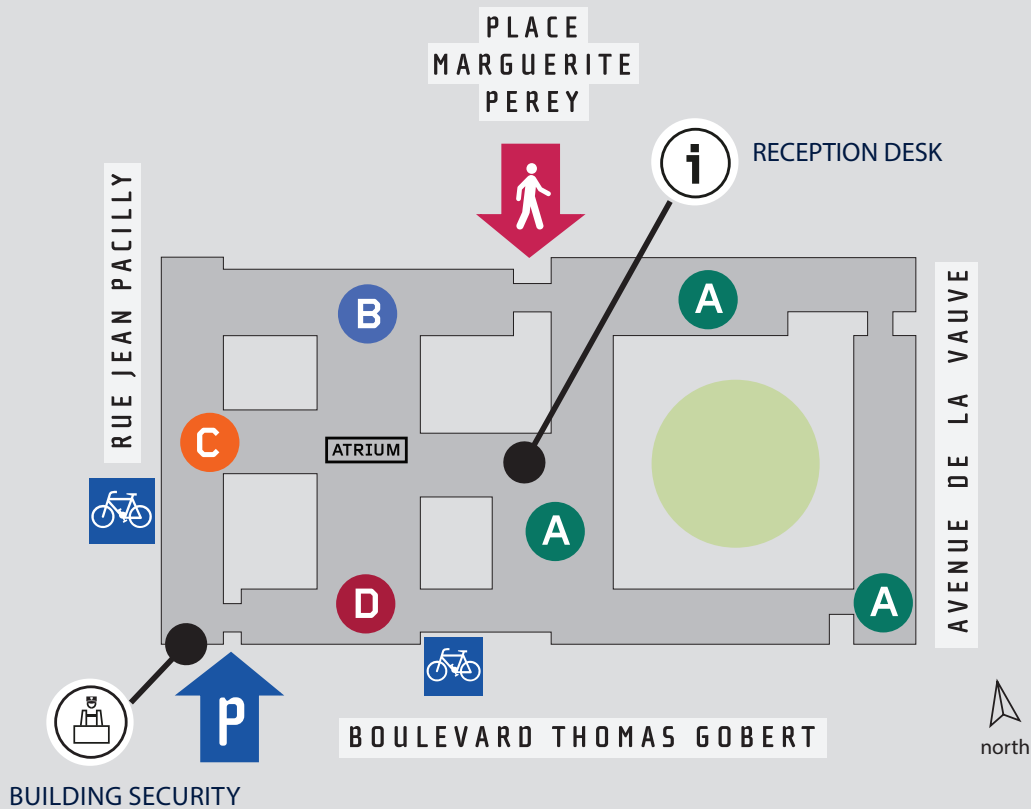 PLACE
MARGUERITE
PEREY
RECEPTION DESK
i
RUE JEAN PACILLY
B
A
AVENUE DE LA VAUVE
C
ATRIUM
A
D
A
P
BOULEVARD THOMAS GOBERT
north
BUILDING SECURITY